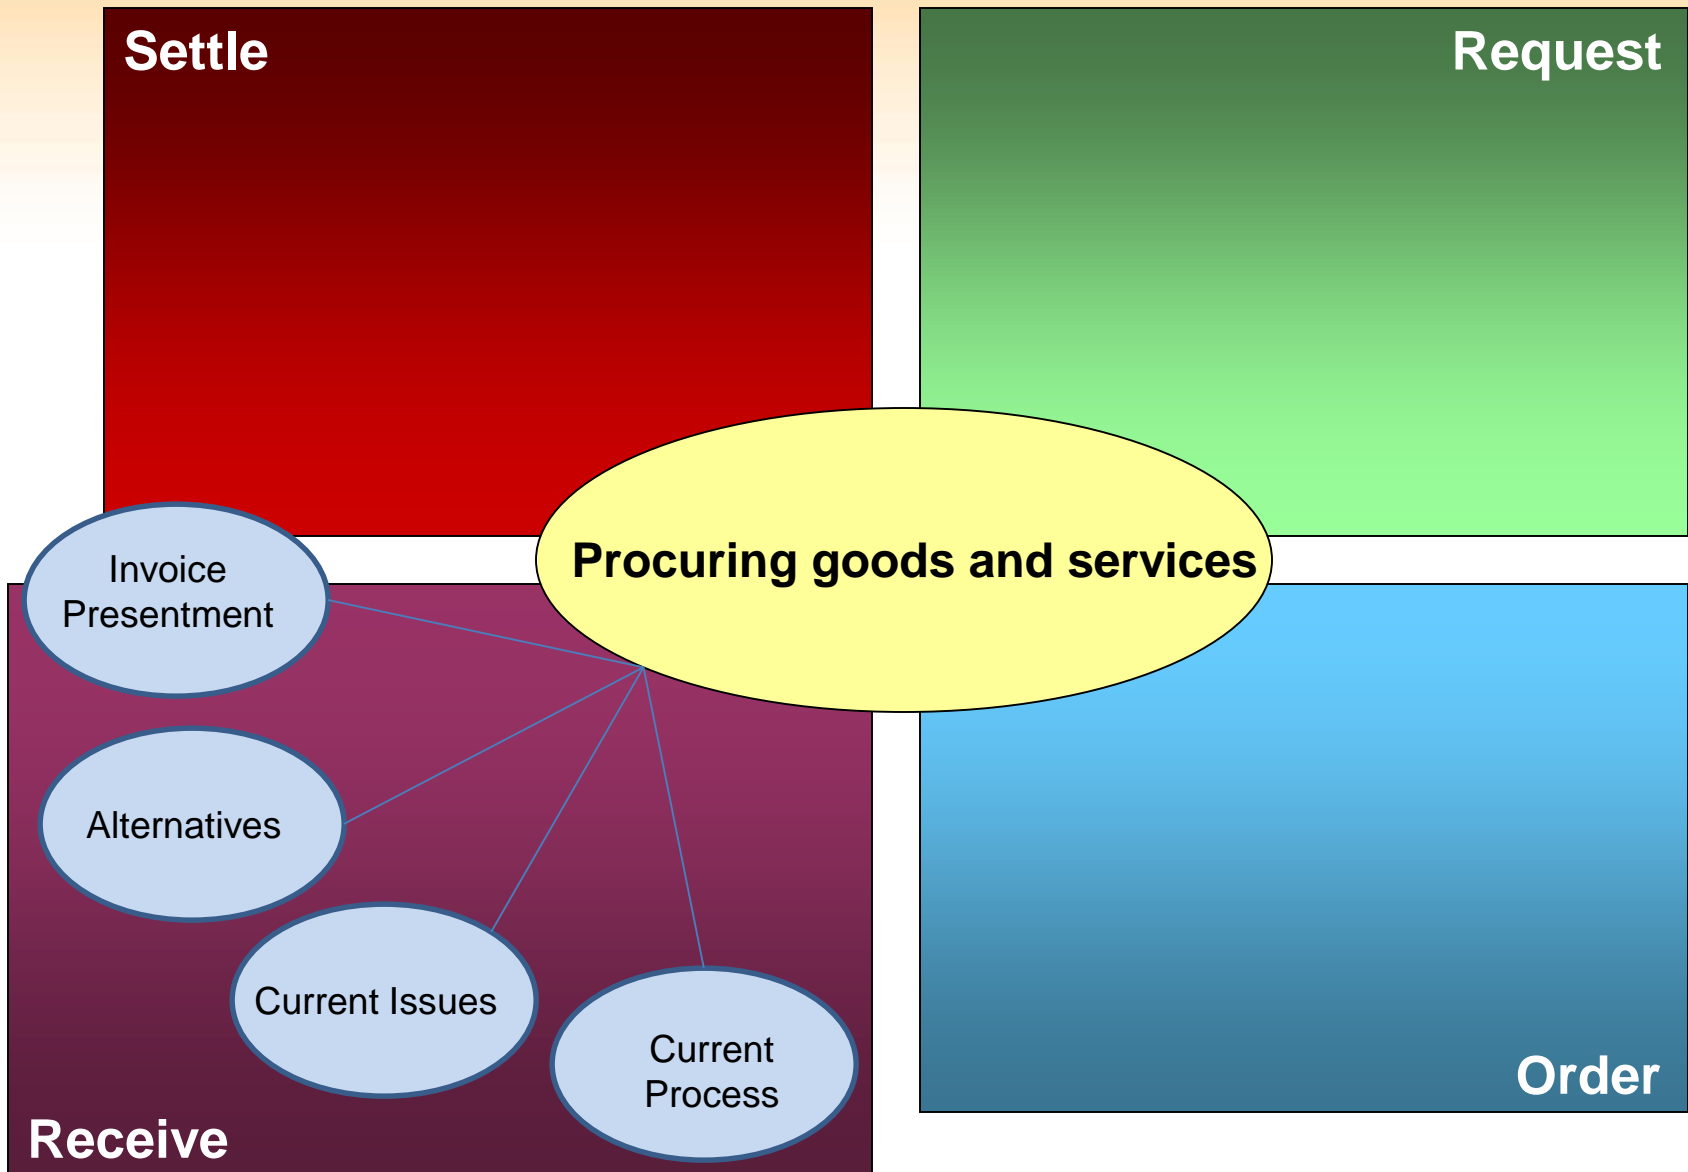 Settle
Request
Procuring goods and services
Invoice
Presentment
Alternatives
Current Issues
Current
Process
Order
Receive